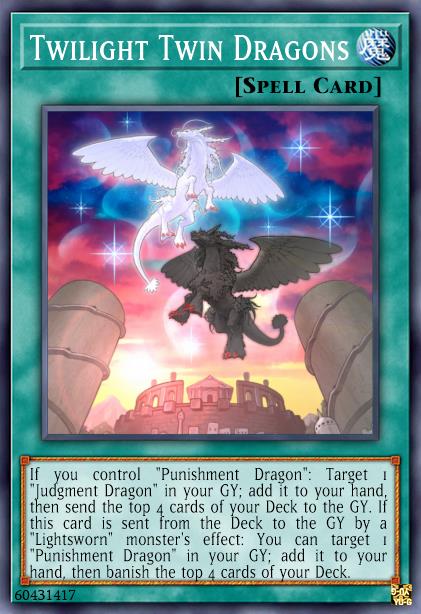 Twilight Twin Dragons 魔
[Spell Card]
If you control "Punishment Dragon": Target 1
"Judgment Dragon" in your GY; add it to your hand,
then send the top 4 cards of your Deck to the GY. If
this card is sent from the Deck to the GY by a
"Lightsworn" monster's effect: You can target 1
"Punishment Dragon" in your GY; add it to your
hand, then banish the top 4 cards of your Deck.
60431417